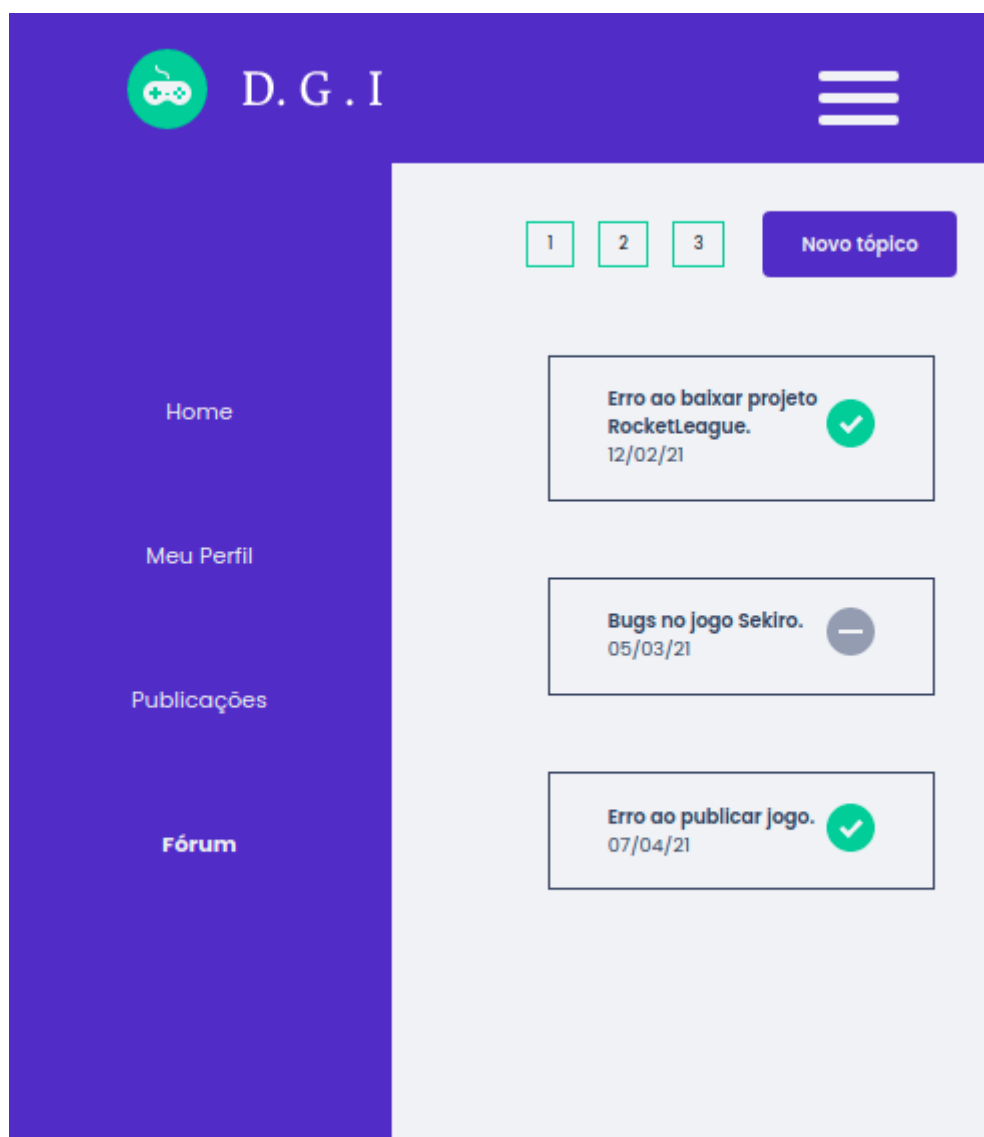 D. G . I
1 2 3 Novo tópico
Home
Meu Perfil
Publicações
Fórum
Erro ao baixar projeto
RocketLeague.
12/02/21
Bugs no jogo Sekiro.
05/03/21
Erro ao publicar jogo.
07/04/21